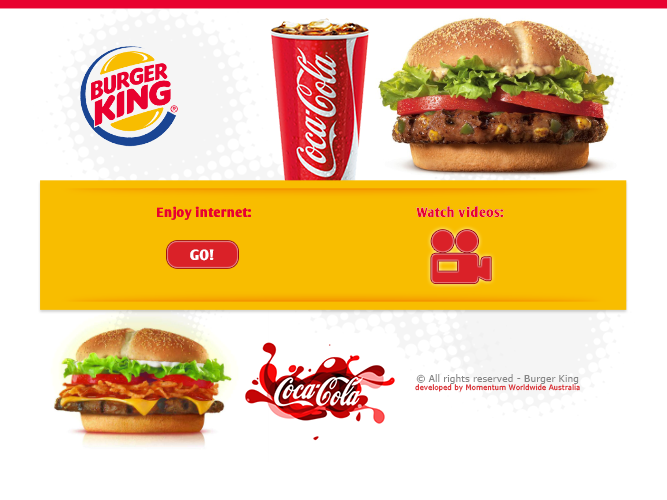 BURGER
KING®
Coca-Cola
Enjoy internet:
Watch videos:
GO!
Coca-Cola
© All rights reserved - Burger King
developed by Momentum Worldwide Australia